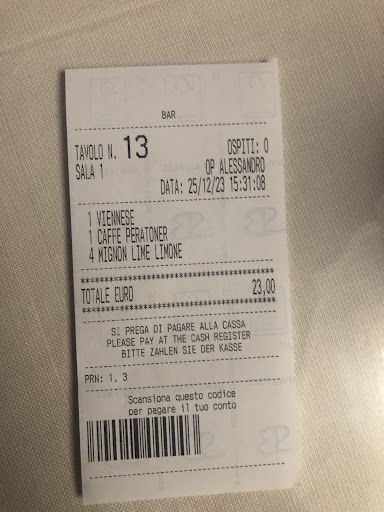 BAR
TAVOLO N. 13 OSPITI: 0
SALA 1 OP ALESSANDRO
DATA: 25/12/23 15:31:08
1 VIENNESE
1 CAFFE PERATONER
4 MIGNON LIME LIMONE
TOTALE EURO 23,00
SI PREGA DI PAGARE ALLA CASSA
PLEASE PAY AT THE CASH REGISTER
BITTE ZAHLEN SIE DER KASSE
PRN: 1, 3
Scansiona questo codice
per pagare il tuo conto